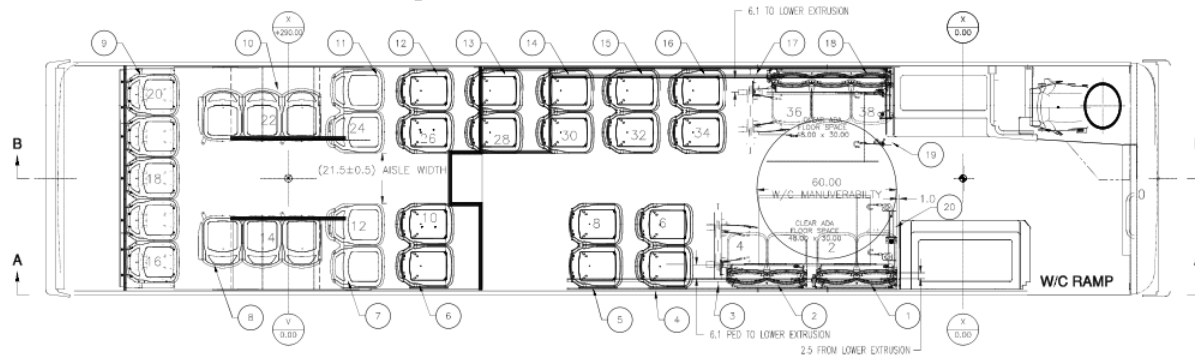 6.1 TO LOWER EXTRUSION
X
+290.00
X
0.00
9
10
11
12
13
14
15
16
17
18
20
22
24
26
28
30
32
34
36
38
CLEAR ADA
FLOOR SPACE
48.00 x 30.00
19
B
(21.5±0.5) AISLE WIDTH
18
60.00
W/C MANUVERABILTY
1.0
20
CLEAR ADA
FLOOR SPACE
48.00 x 30.00
16
14
12
10
8
6
4
2
A
W/C RAMP
8
7
6
5
4
3
2
1
V
0.00
X
0.00
6.1 PED TO LOWER EXTRUSION
2.5 FROM LOWER EXTRUSION